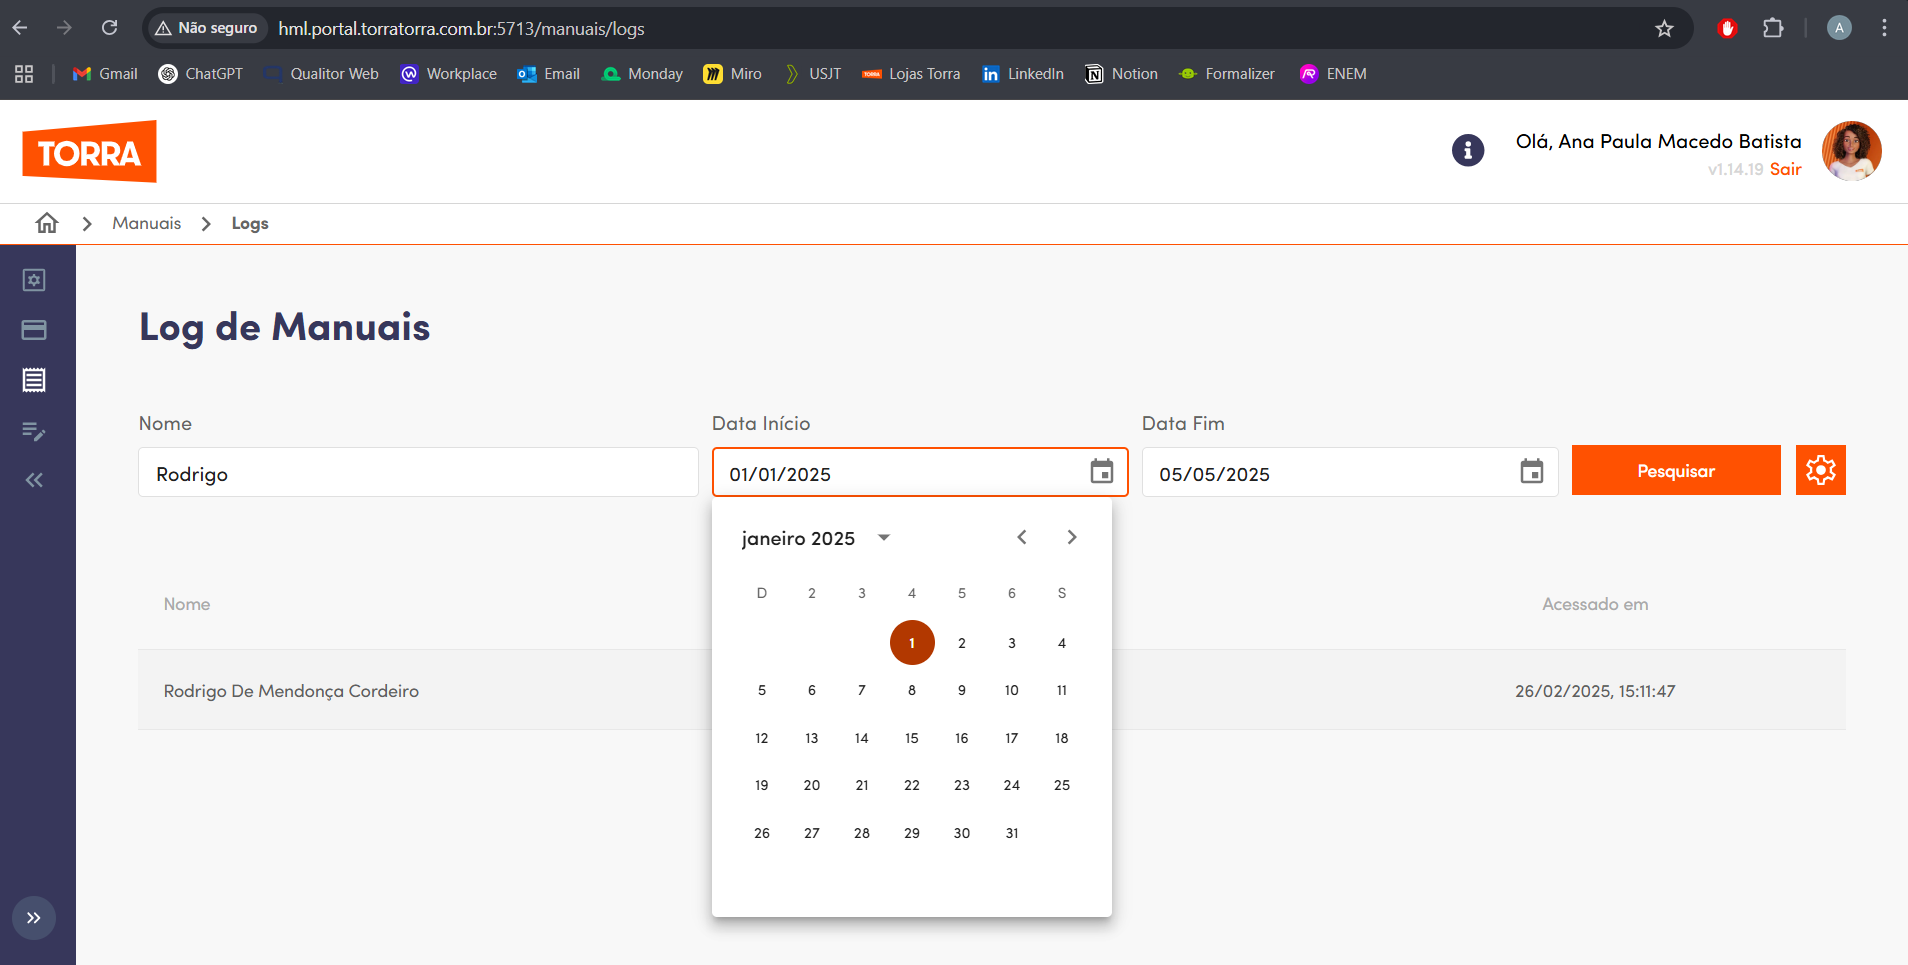 Não seguro
hml.portal.torratorra.com.br:5713/manuais/logs
A
Gmail
ChatGPT
Qualitor Web
Workplace
Email
Monday
Miro
USJT
Lojas Torra
LinkedIn
Notion
Formalizer
ENEM
TORRA
Olá, Ana Paula Macedo Batista
v1.14.19 Sair
Manuais
Logs
Log de Manuais
Nome
Data Início
Data Fim
Rodrigo
01/01/2025
05/05/2025
Pesquisar
janeiro 2025
D 2 3 4 5 6 S
1 2 3 4
5 6 7 8 9 10 11
12 13 14 15 16 17 18
19 20 21 22 23 24 25
26 27 28 29 30 31
Nome
Acessado em
Rodrigo De Mendonça Cordeiro
26/02/2025, 15:11:47